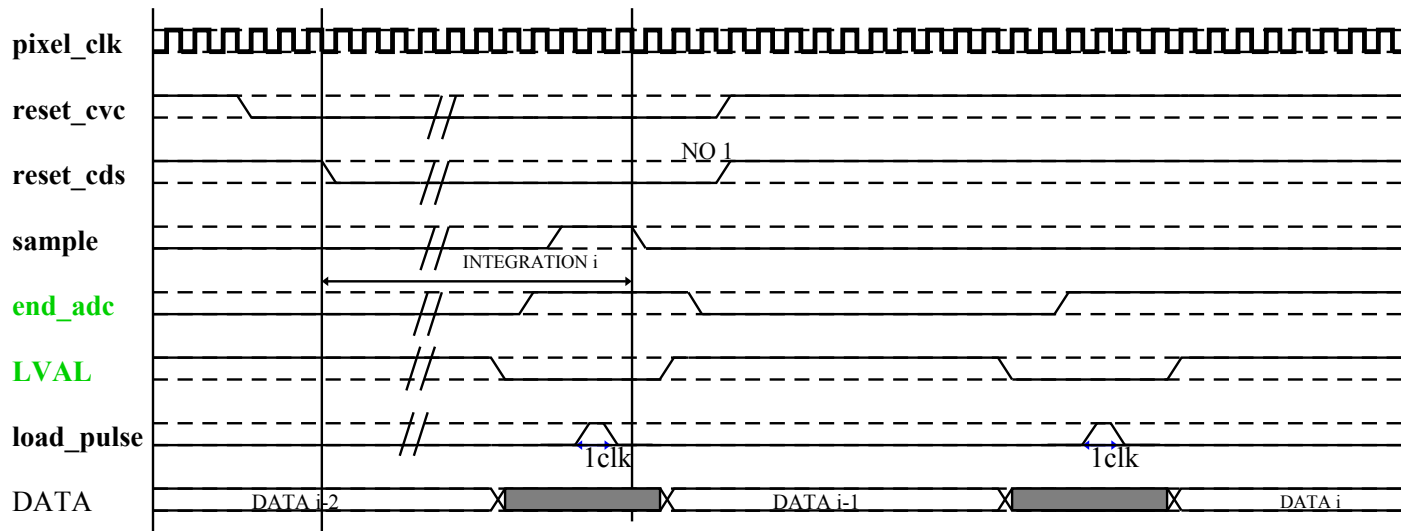 pixel_clk
reset_cvc
NO 1
reset_cds
sample
INTEGRATION i
end_adc
LVAL
load_pulse
1clk
1clk
DATA
DATA i-2
DATA i-1
DATA i